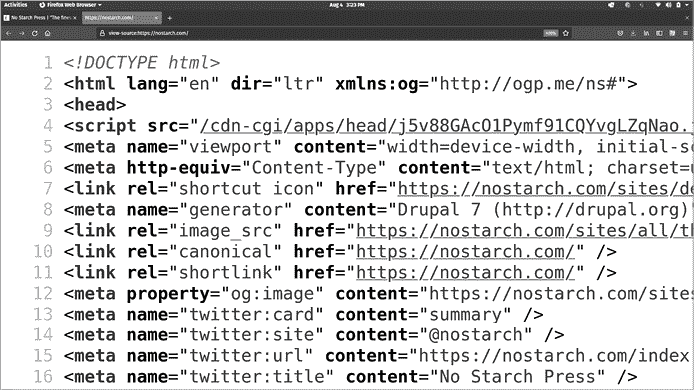 Activities Firefox Web Browser Aug 4 3:23 PM
No Starch Press | "The fines https://nostarch.com/
view-source:https://nostarch.com/
1 <!DOCTYPE html>
2 <html lang="en" dir="ltr" xmlns:og="http://ogp.me/ns#">
3 <head>
4 <script src="/cdn-cgi/apps/head/j5v88GAcO1Pymf91CQYvgLZqNao.j
5 <meta name="viewport" content="width=device-width, initial-sc
6 <meta http-equiv="Content-Type" content="text/html; charset=u
7 <link rel="shortcut icon" href="https://nostarch.com/sites/de
8 <meta name="generator" content="Drupal 7 (http://drupal.org)"
9 <link rel="image_src" href="https://nostarch.com/sites/all/th
10 <link rel="canonical" href="https://nostarch.com/" />
11 <link rel="shortlink" href="https://nostarch.com/" />
12 <meta property="og:image" content="https://nostarch.com/sites
13 <meta name="twitter:card" content="summary" />
14 <meta name="twitter:site" content="@nostarch" />
15 <meta name="twitter:url" content="https://nostarch.com/index
16 <meta name="twitter:title" content="No Starch Press" />